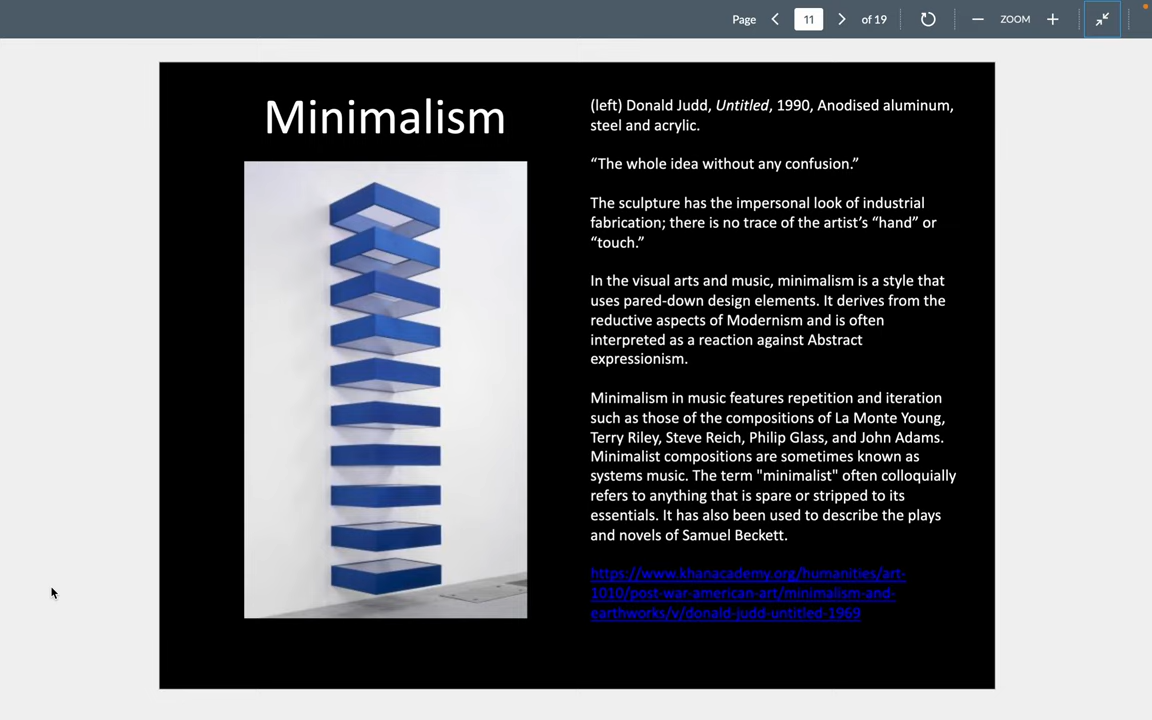 Page 11 of 19 ZOOM
Minimalism
(left) Donald Judd, Untitled, 1990, Anodised aluminum,
steel and acrylic.
“The whole idea without any confusion.”
The sculpture has the impersonal look of industrial
fabrication; there is no trace of the artist’s “hand” or
“touch.”
In the visual arts and music, minimalism is a style that
uses pared-down design elements. It derives from the
reductive aspects of Modernism and is often
interpreted as a reaction against Abstract
expressionism.
Minimalism in music features repetition and iteration
such as those of the compositions of La Monte Young,
Terry Riley, Steve Reich, Philip Glass, and John Adams.
Minimalist compositions are sometimes known as
systems music. The term "minimalist" often colloquially
refers to anything that is spare or stripped to its
essentials. It has also been used to describe the plays
and novels of Samuel Beckett.
https://www.khanacademy.org/humanities/art-
1010/post-war-american-art/minimalism-and-
earthworks/v/donald-judd-untitled-1969